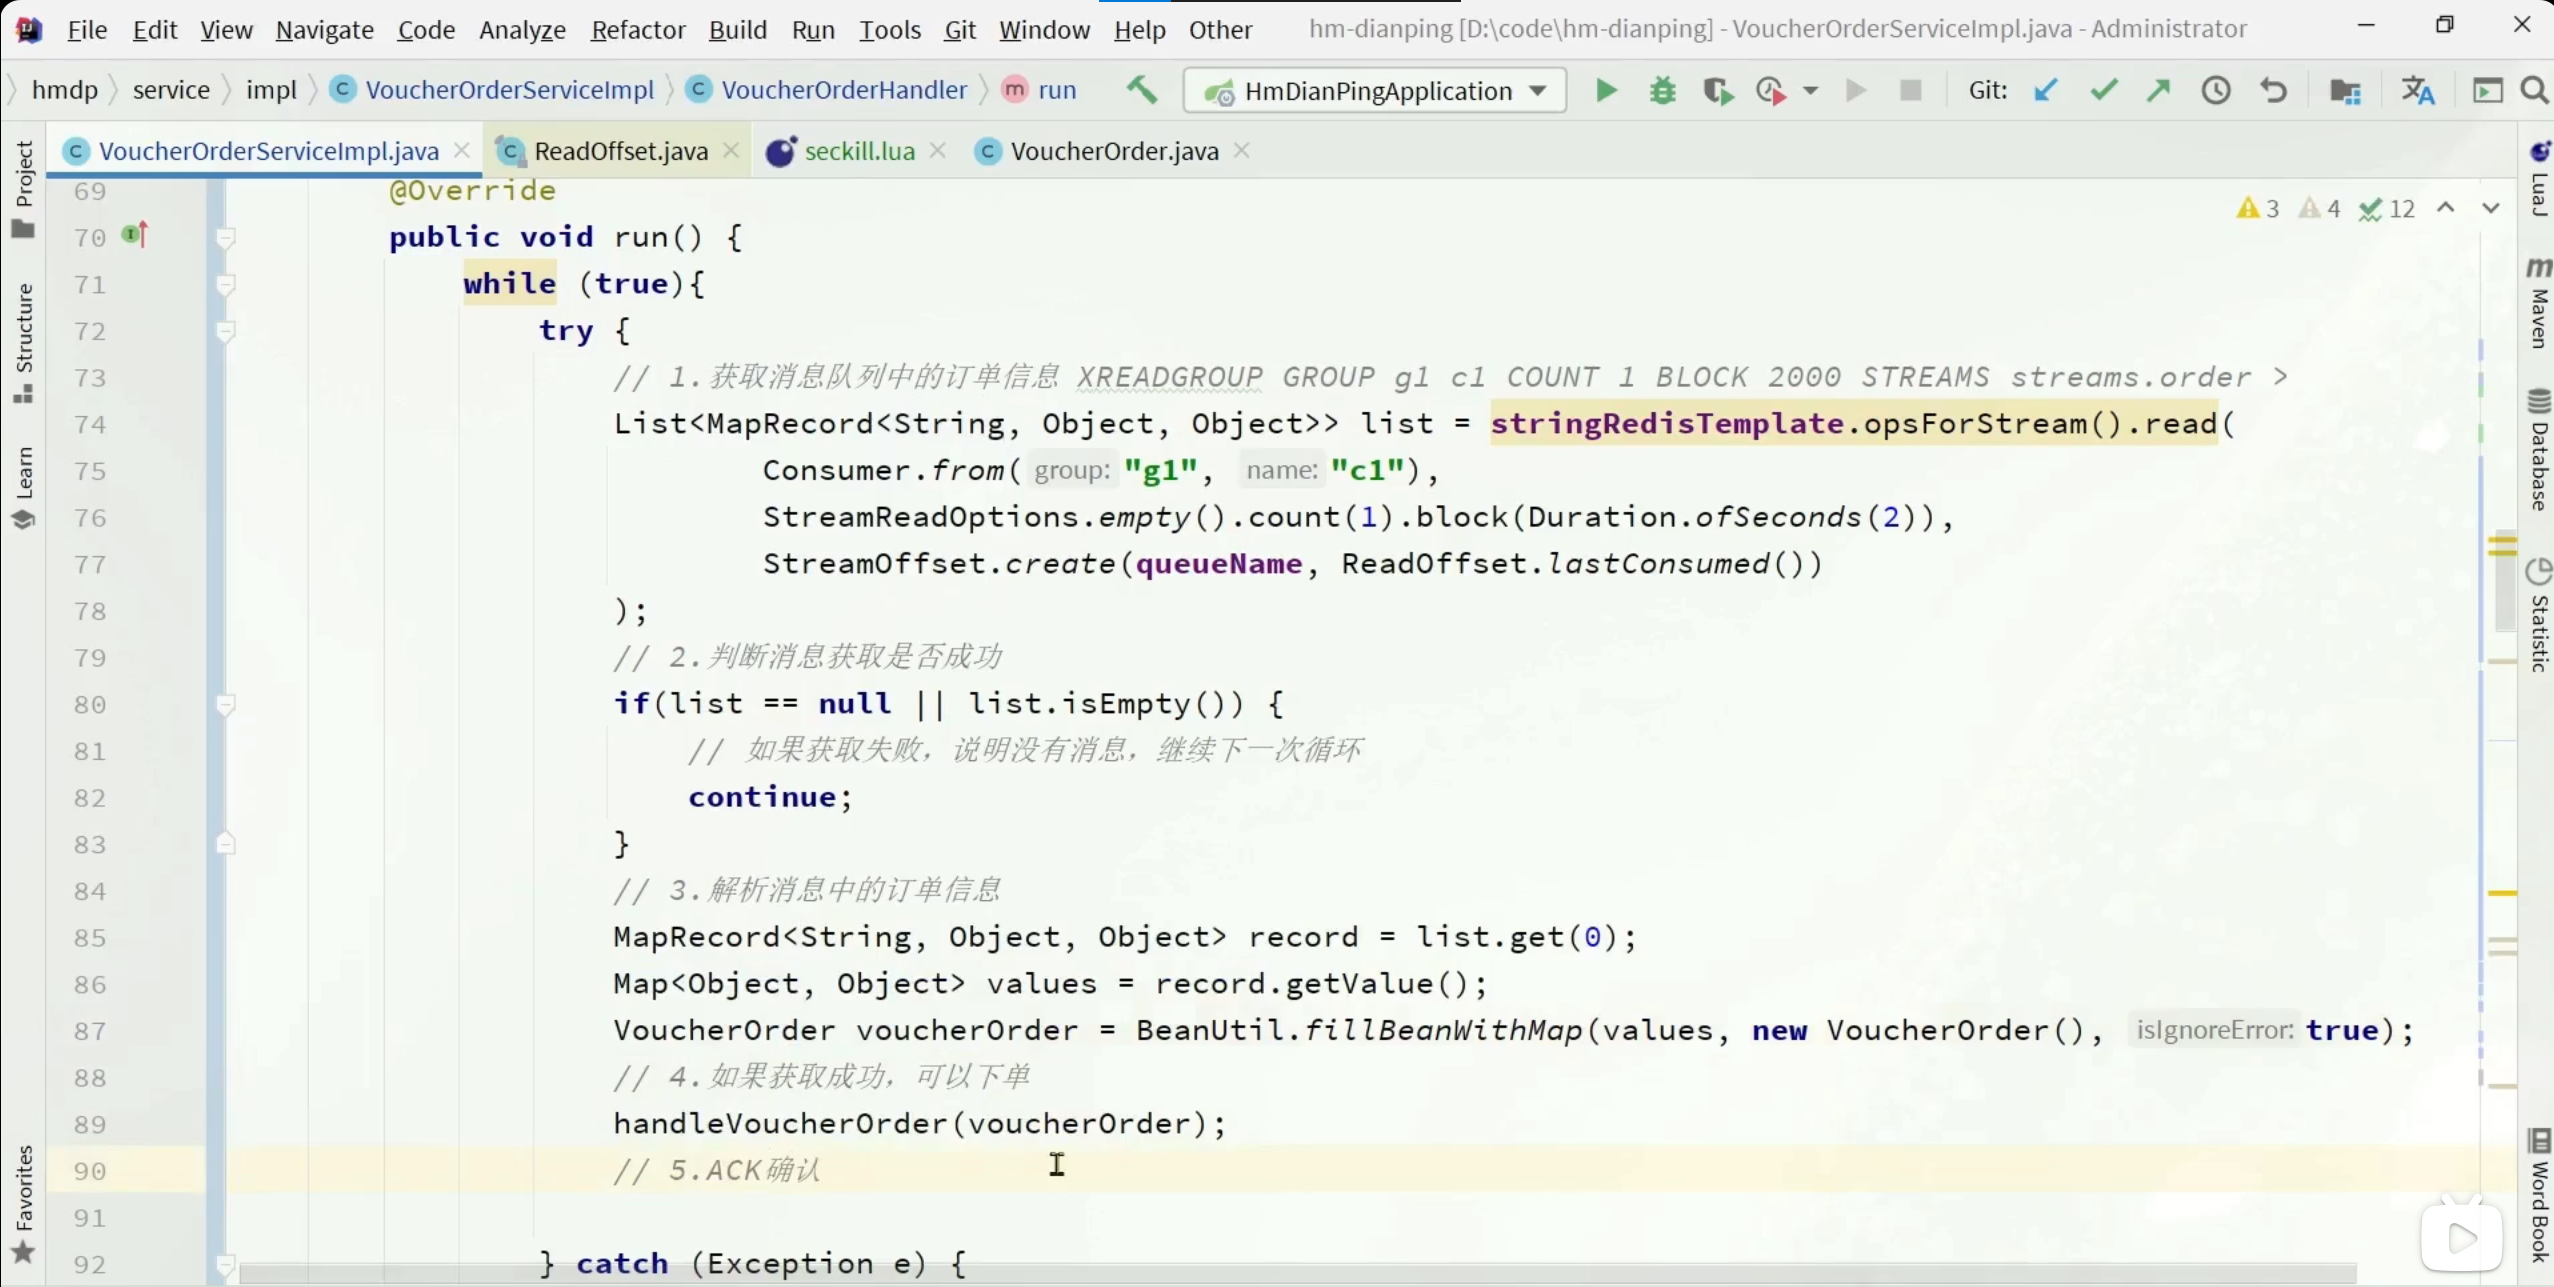 File Edit View Navigate Code Analyze Refactor Build Run Tools Git Window Help Other hm-dianping [D:\code\hm-dianping] - VoucherOrderServiceImpl.java - Administrator
hmdp service impl VoucherOrderServiceImpl VoucherOrderHandler run HmDianPingApplication Git:
VoucherOrderServiceImpl.java ReadOffset.java seckill.lua VoucherOrder.java
Project
Structure
Learn
Favorites
3 4 12
69 @Override
70 public void run() {
71 while (true){
72 try {
73 // 1.获取消息队列中的订单信息 XREADGROUP GROUP g1 c1 COUNT 1 BLOCK 2000 STREAMS streams.order >
74 List<MapRecord<String, Object, Object>> list = stringRedisTemplate.opsForStream().read(
75 Consumer.from( group: "g1", name: "c1"),
76 StreamReadOptions.empty().count(1).block(Duration.ofSeconds(2)),
77 StreamOffset.create(queueName, ReadOffset.lastConsumed())
78 );
79 // 2.判断消息获取是否成功
80 if(list == null || list.isEmpty()) {
81 // 如果获取失败，说明没有消息，继续下一次循环
82 continue;
83 }
84 // 3.解析消息中的订单信息
85 MapRecord<String, Object, Object> record = list.get(0);
86 Map<Object, Object> values = record.getValue();
87 VoucherOrder voucherOrder = BeanUtil.fillBeanWithMap(values, new VoucherOrder(), isIgnoreError: true);
88 // 4.如果获取成功，可以下单
89 handleVoucherOrder(voucherOrder);
90 // 5.ACK确认
91
92 } catch (Exception e) {
LuaJ
Maven
Database
Statistic
Word Book